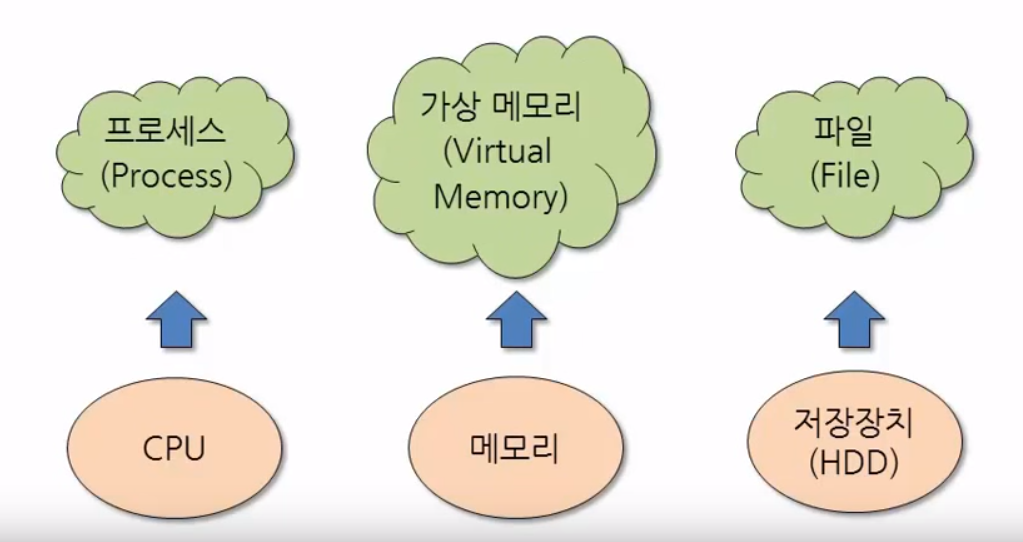 프로세스
(Process)
가상 메모리
(Virtual
Memory)
파일
(File)
CPU
메모리
저장장치
(HDD)